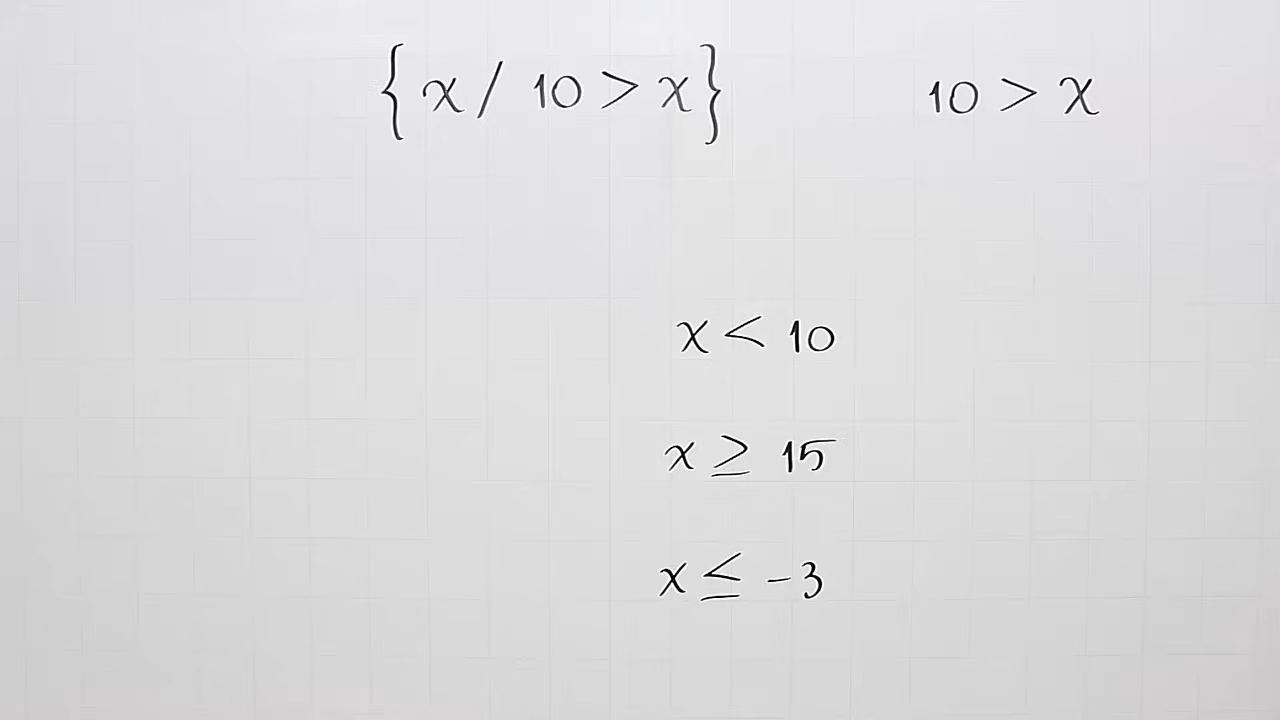 {x / 10 > x} 10 > x
x < 10
x ≥ 15
x ≤ -3